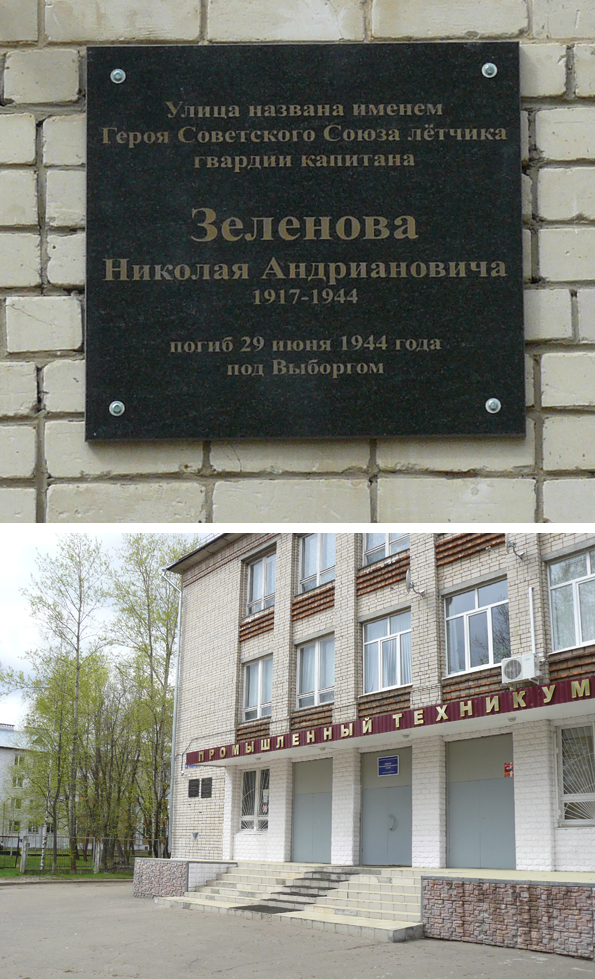 Улица названа именем
Героя Советского Союза лётчика
гвардии капитана
Зеленова
Николая Андриановича
1917-1944
погиб 29 июня 1944 года
под Выборгом
ПРОМЫШЛЕННЫЙ ТЕХНИКУМ